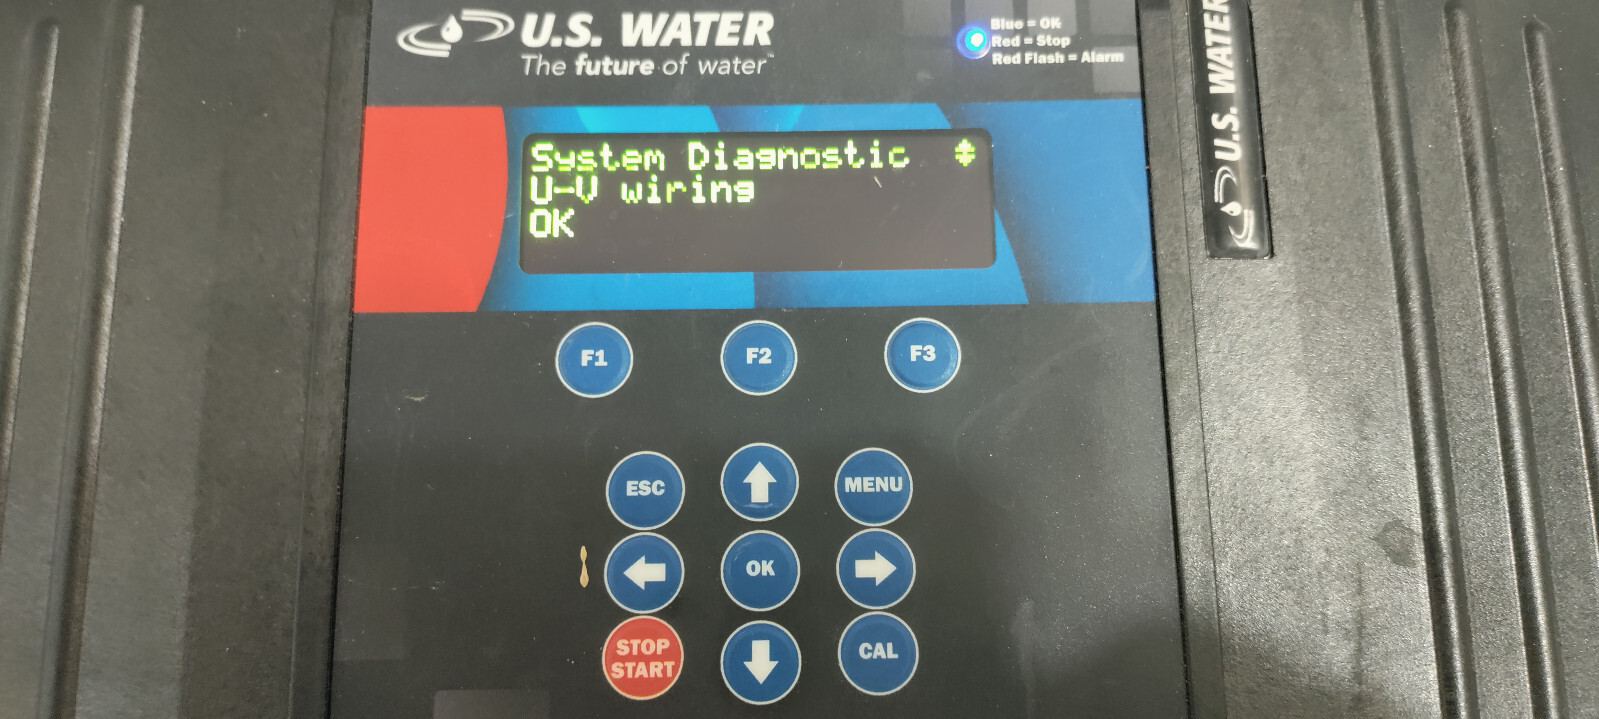 U.S. WATER
The future of water™
Blue = OK
Red = Stop
Red Flash = Alarm
U.S. WATER
System Diagnostic
U-V wiring
OK
F1
F2
F3
ESC
MENU
OK
STOP
START
CAL